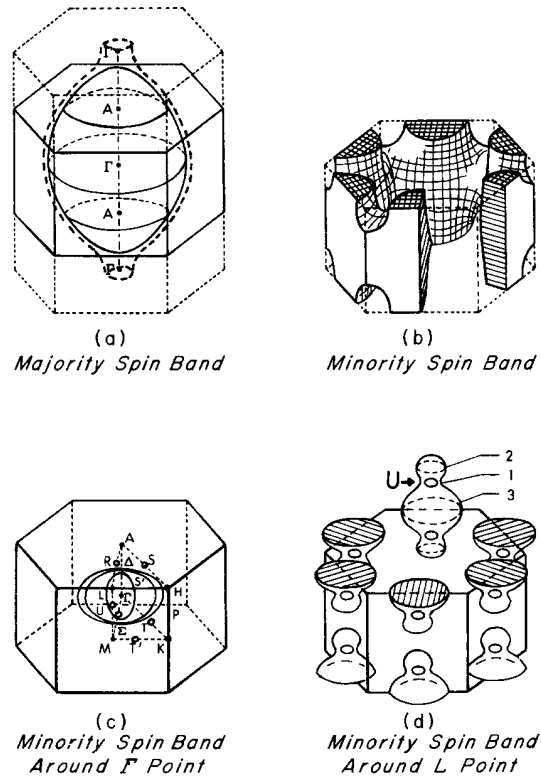 Γ
A
Γ
A
Γ
(a)
Majority Spin Band
(b)
Minority Spin Band
A
R Δ S
S'
L Γ H
U P
Σ T
M T' K
(c)
Minority Spin Band
Around Γ Point
2
U 1
3
(d)
Minority Spin Band
Around L Point